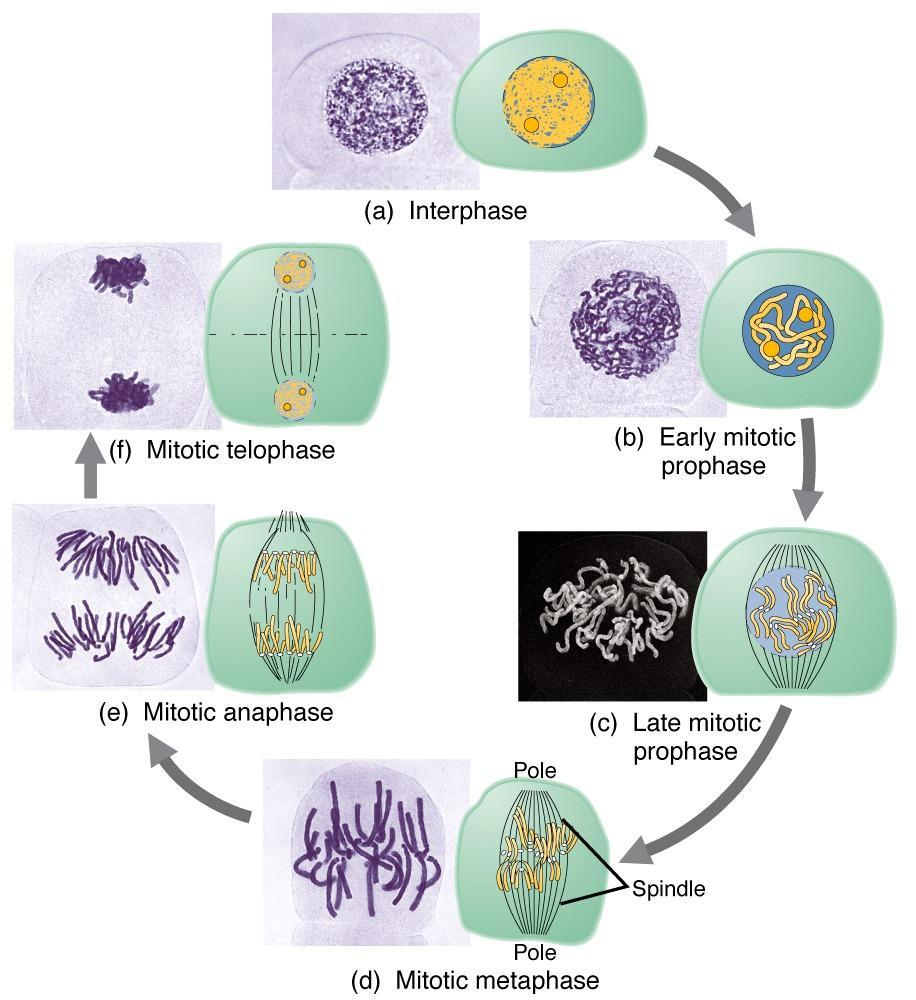 (a) Interphase
(b) Early mitotic
prophase
(c) Late mitotic
prophase
Pole
Spindle
Pole
(d) Mitotic metaphase
(e) Mitotic anaphase
(f) Mitotic telophase